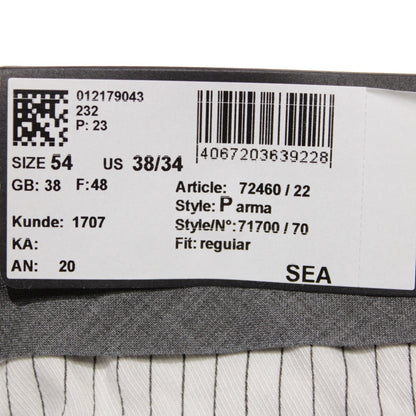 012179043
232
P: 23
SIZE 54 US 38/34
4067203639228
GB: 38 F: 48
Article: 72460 / 22
Style: Parma
Kunde: 1707
Style/N°: 71700 / 70
KA:
Fit: regular
AN: 20
SEA